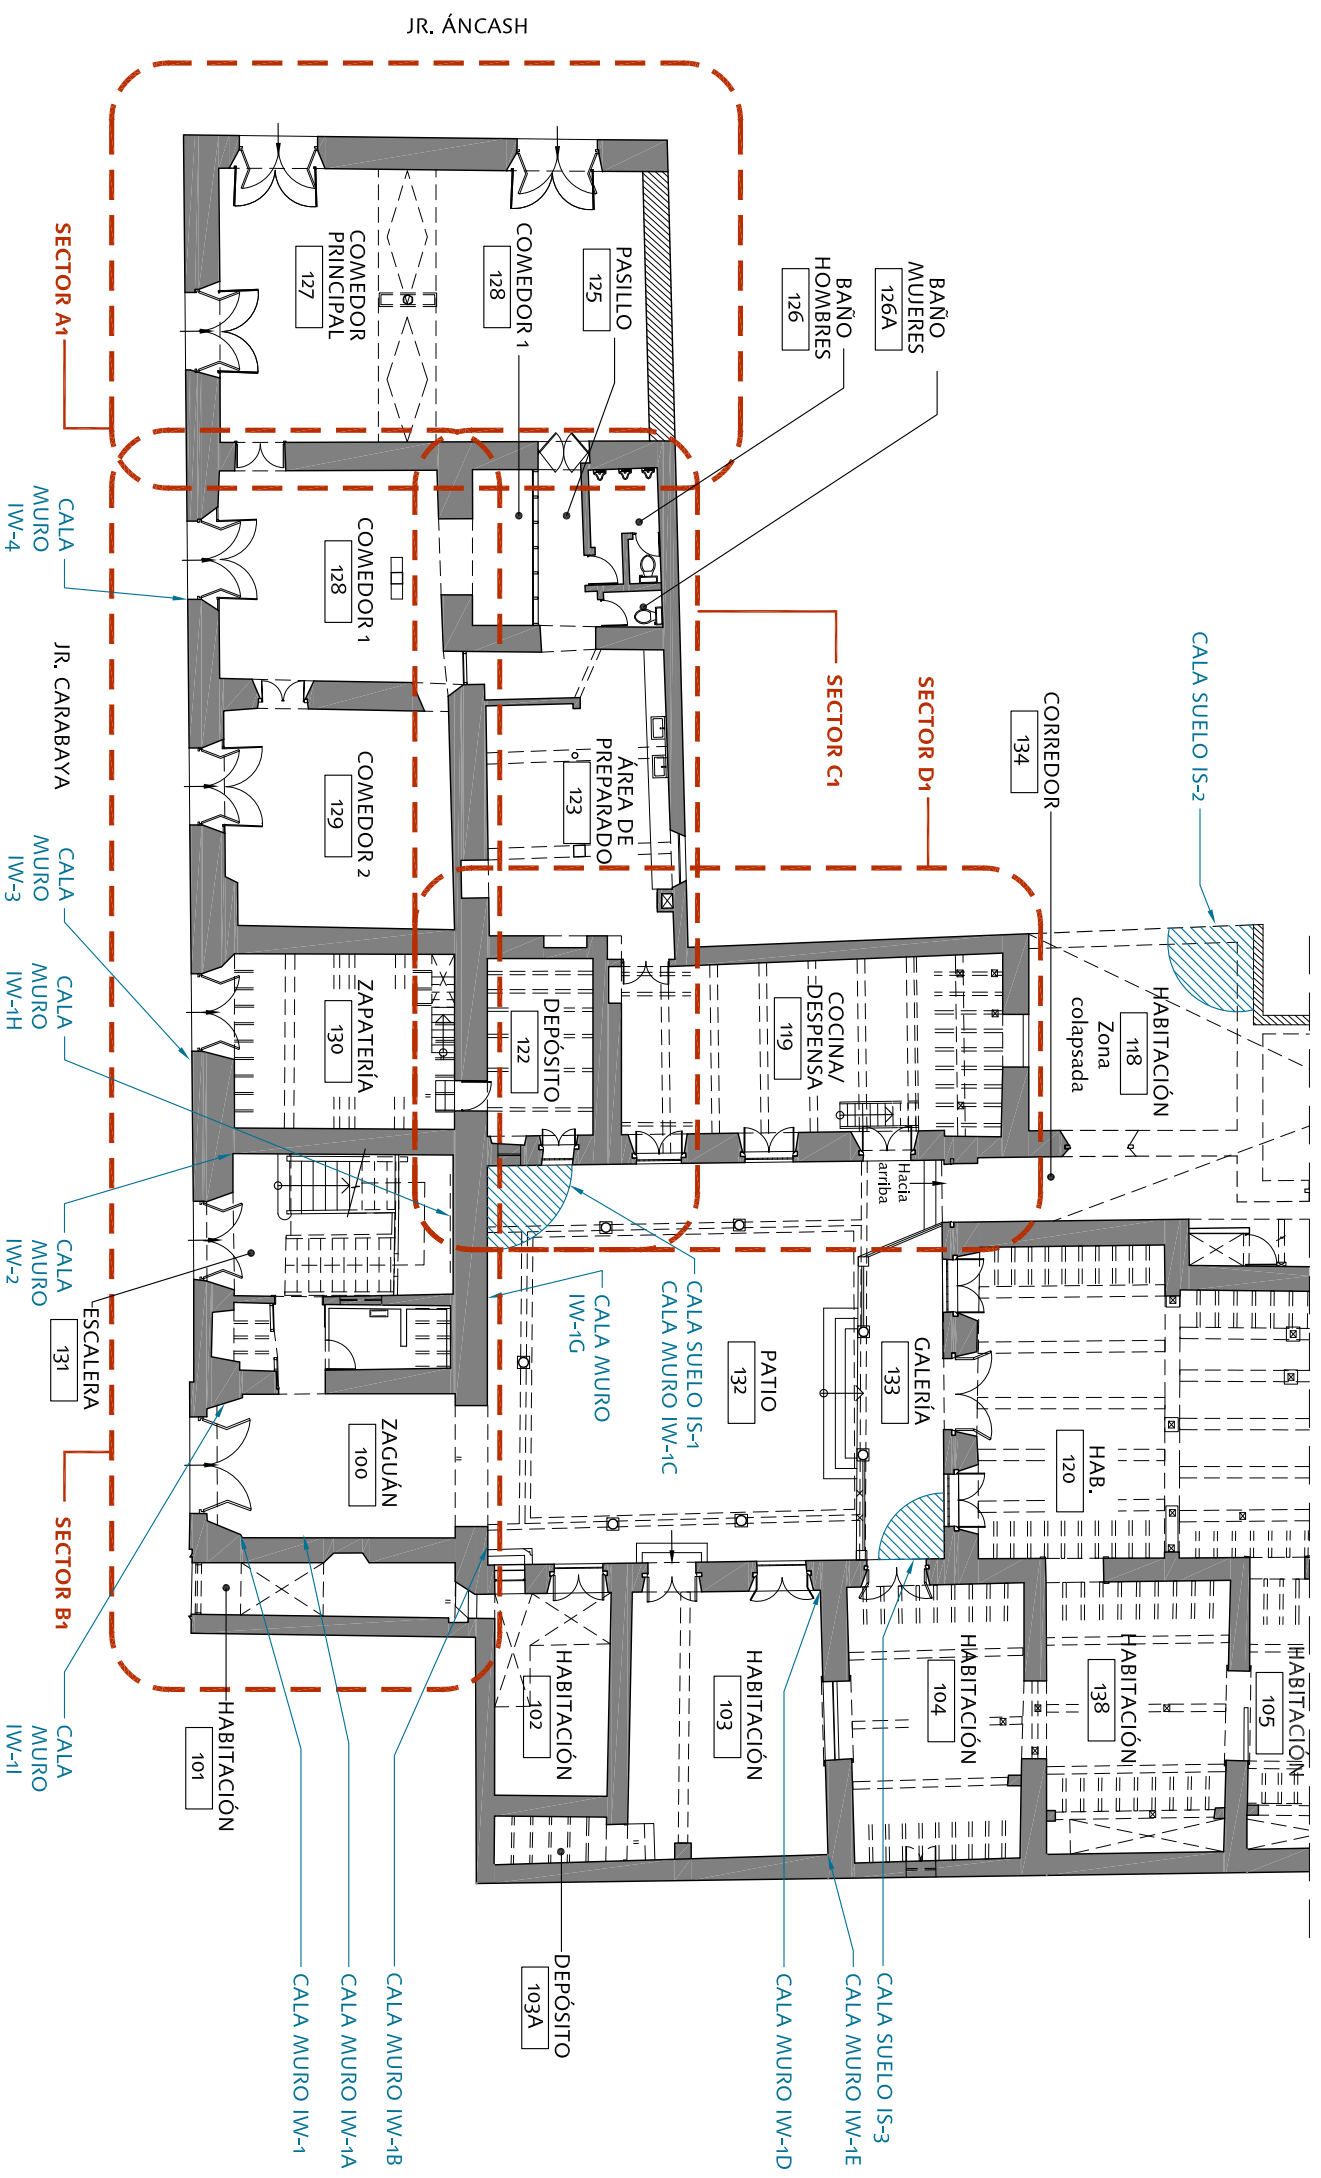 JR. ÁNCASH
SECTOR A1
COMEDOR
PRINCIPAL
127
COMEDOR 1
128
PASILLO
125
BAÑO
HOMBRES
126
BAÑO
MUJERES
126A
CALA
MURO
IW-4
COMEDOR 1
128
JR. CARABAYA
COMEDOR 2
129
ÁREA DE
PREPARADO
123
SECTOR C1
SECTOR D1
CORREDOR
134
CALA SUELO IS-2
CALA
MURO
IW-3
CALA
MURO
IW-1H
ZAPATERÍA
130
DEPÓSITO
122
COCINA/
DESPENSA
119
HABITACIÓN
118
Zona
colapsada
Hacia
arriba
CALA
MURO
IW-2
ESCALERA
131
CALA MURO
IW-1G
CALA SUELO IS-1
CALA MURO IW-1C
PATIO
132
GALERÍA
133
HAB.
120
ZAGUÁN
100
SECTOR B1
HABITACIÓN
101
CALA
MURO
IW-1I
HABITACIÓN
102
HABITACIÓN
103
HABITACIÓN
104
HABITACIÓN
138
HABITACIÓN
105
DEPÓSITO
103A
CALA MURO IW-1
CALA MURO IW-1A
CALA MURO IW-1B
CALA MURO IW-1D
CALA MURO IW-1E
CALA SUELO IS-3